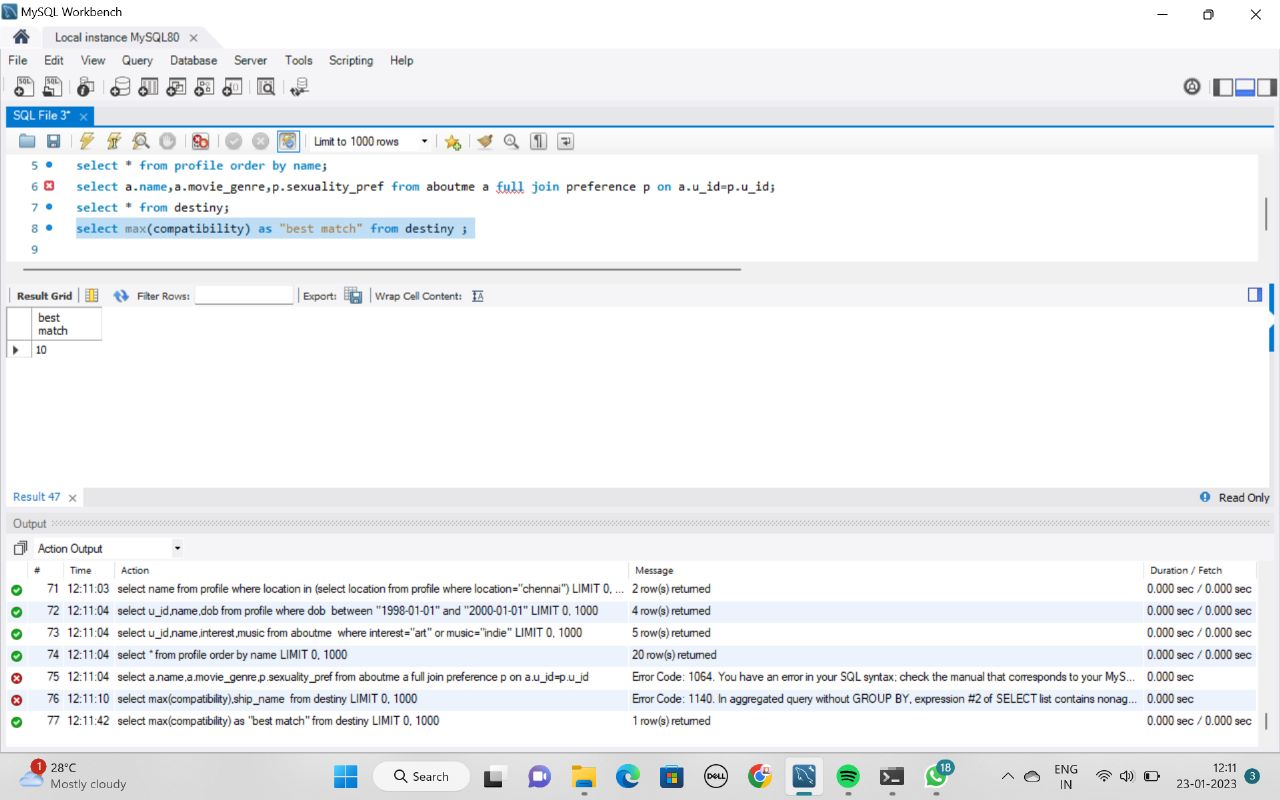 MySQL Workbench
Local instance MySQL80
File Edit View Query Database Server Tools Scripting Help
SQL File 3*
Limit to 1000 rows
5 select * from profile order by name;
6 select a.name,a.movie_genre,p.sexuality_pref from aboutme a full join preference p on a.u_id=p.u_id;
7 select * from destiny;
8 select max(compatibility) as "best match" from destiny ;
9
Result Grid Filter Rows: Export: Wrap Cell Content:
best
match
10
Result 47 Read Only
Output
Action Output
# Time Action Message Duration / Fetch
71 12:11:03 select name from profile where location in (select location from profile where location="chennai") LIMIT 0, ... 2 row(s) returned 0.000 sec / 0.000 sec
72 12:11:04 select u_id,name,dob from profile where dob between "1998-01-01" and "2000-01-01" LIMIT 0, 1000 4 row(s) returned 0.000 sec / 0.000 sec
73 12:11:04 select u_id,name,interest,music from aboutme where interest="art" or music="indie" LIMIT 0, 1000 5 row(s) returned 0.000 sec / 0.000 sec
74 12:11:04 select * from profile order by name LIMIT 0, 1000 20 row(s) returned 0.000 sec / 0.000 sec
75 12:11:04 select a.name,a.movie_genre,p.sexuality_pref from aboutme a full join preference p on a.u_id=p.u_id Error Code: 1064. You have an error in your SQL syntax; check the manual that corresponds to your MyS... 0.000 sec
76 12:11:10 select max(compatibility),ship_name from destiny LIMIT 0, 1000 Error Code: 1140. In aggregated query without GROUP BY, expression #2 of SELECT list contains nonag... 0.000 sec
77 12:11:42 select max(compatibility) as "best match" from destiny LIMIT 0, 1000 1 row(s) returned 0.000 sec / 0.000 sec
1 28°C
Mostly cloudy
Search
DELL
18
ENG
IN
12:11
23-01-2023
3